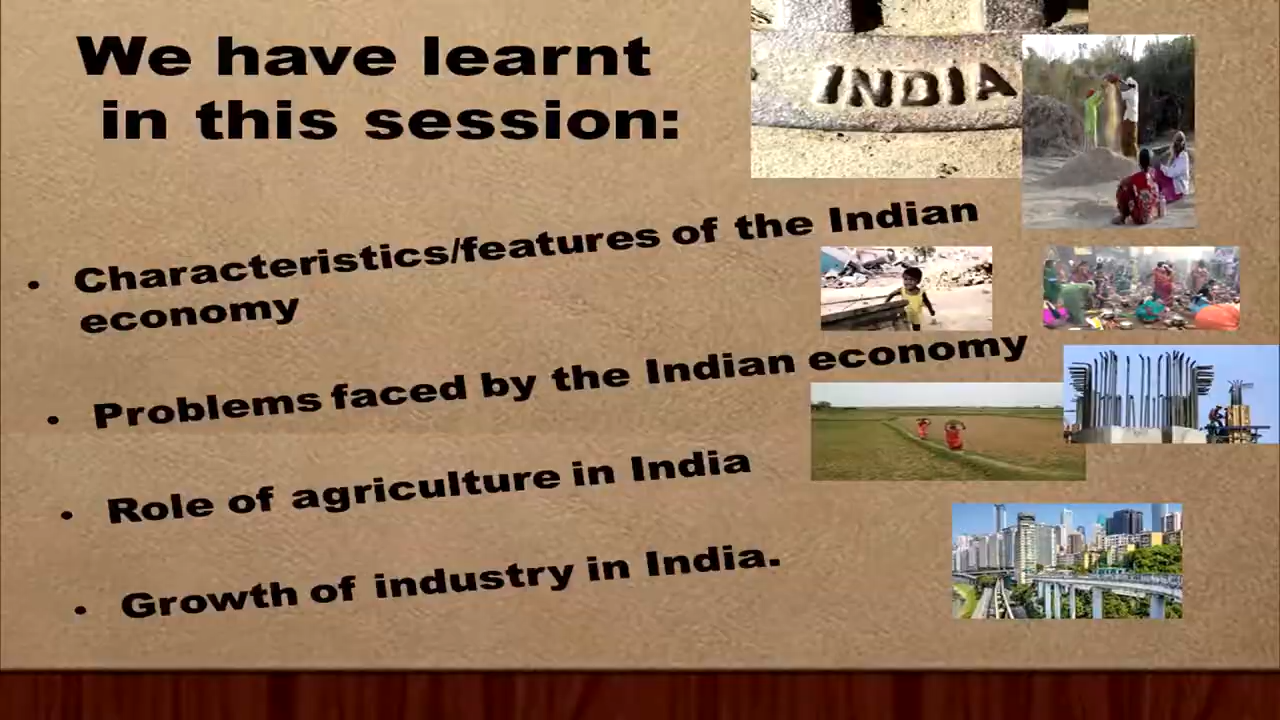 We have learnt
in this session:
INDIA
• Characteristics/features of the Indian
economy
• Problems faced by the Indian economy
• Role of agriculture in India
• Growth of industry in India.